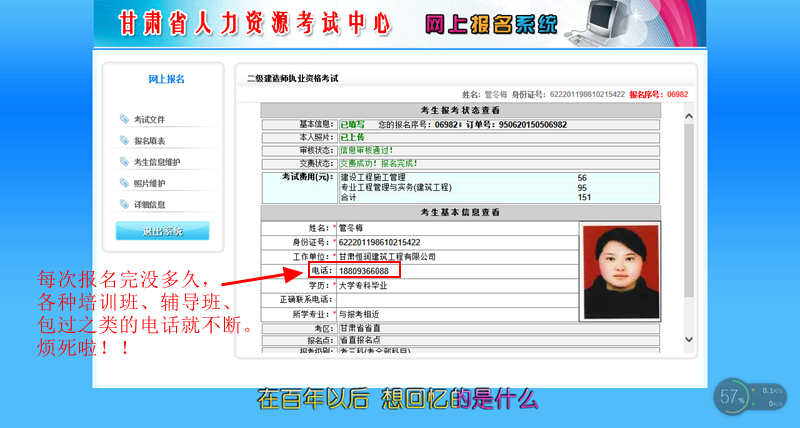 甘肃省人力资源考试中心 网上报名系统
网上报名
考试文件
报名填表
考生信息维护
照片维护
详细信息
退出系统
二级建造师执业资格考试
姓名：管冬梅 身份证号：622201198610215422 报名序号：06982
考生报考状态查看
基本信息：已填写 您的报名序号：06982；订单号：950620150506982
本人照片：已上传
审核状态：信息审核通过！
交费状态：交费成功！报名完成！
考试费用(元)：建设工程施工管理 56
专业工程管理与实务(建筑工程) 95
合计 151
考生基本信息查看
姓名：*管冬梅
身份证号：*622201198610215422
工作单位：*甘肃恒润建筑工程有限公司
电话：*18809366088
学历：*大学专科毕业
正确联系电话：
所学专业：*与报考相近
考区：甘肃省省直
报名点：省直报名点
报考级别：考三科(考全部科目)
每次报名完没多久，
各种培训班、辅导班、
包过之类的电话就不断。
烦死啦！！
在百年以后 想回忆的是什么
57%
0.1K/s
0K/s